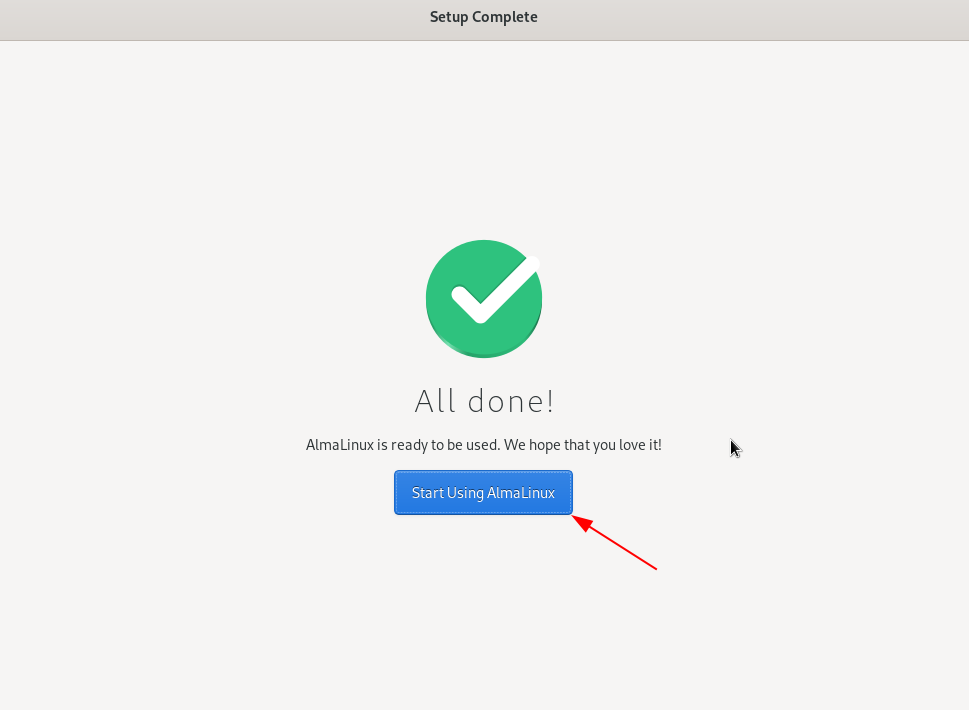 Setup Complete
All done!
AlmaLinux is ready to be used. We hope that you love it!
Start Using AlmaLinux